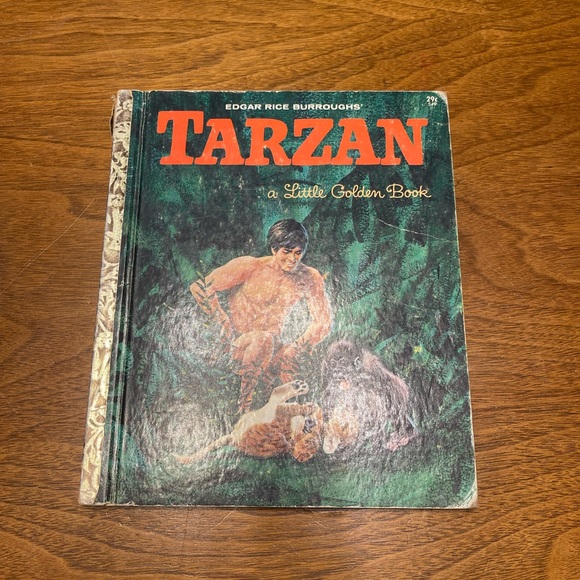 EDGAR RICE BURROUGHS'
29¢
TARZAN
a Little Golden Book